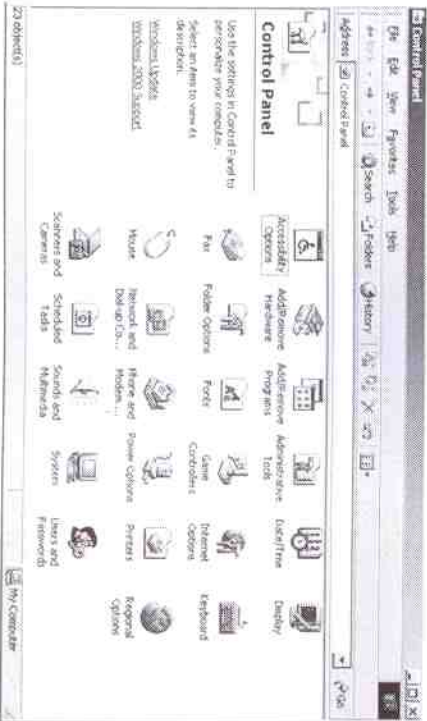 Control Panel
File Edit View Favorites Tools Help
Back
Search Folders History
Address Control Panel Go
Control Panel
Use the settings in Control Panel to
personalize your computer.
Select an item to view its
description.
Windows Update
Windows 2000 Support
Accessibility
Options
Add/Remove
Hardware
Add/Remove
Programs
Administrative
Tools
Date/Time
Display
Fax
Folder Options
Fonts
Game
Controllers
Internet
Options
Keyboard
Mouse
Network and
Dial-up Co...
Phone and
Modem ...
Power Options
Printers
Regional
Options
Scanners and
Cameras
Scheduled
Tasks
Sounds and
Multimedia
System
Users and
Passwords
23 object(s)
My Computer